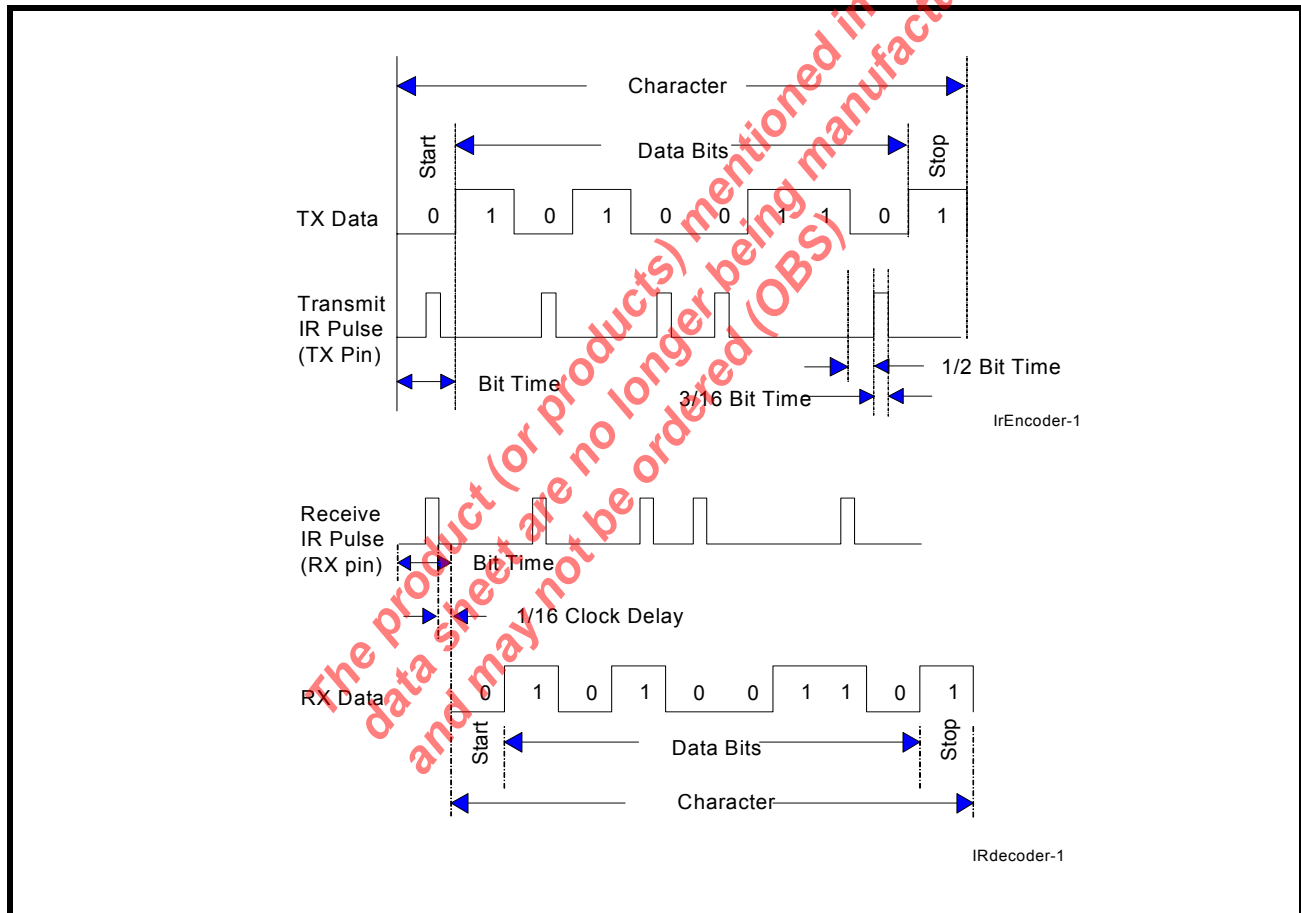 Character
Start
Data Bits
Stop
TX Data
0 1 0 1 0 0 1 1 0 1
Transmit
IR Pulse
(TX Pin)
Bit Time
1/2 Bit Time
3/16 Bit Time
IrEncoder-1
Receive
IR Pulse
(RX pin)
Bit Time
1/16 Clock Delay
RX Data
0 1 0 1 0 0 1 1 0 1
Start
Data Bits
Stop
Character
IRdecoder-1
The product (or products) mentioned in
data sheet are no longer being
and may not be ordered (OBS)